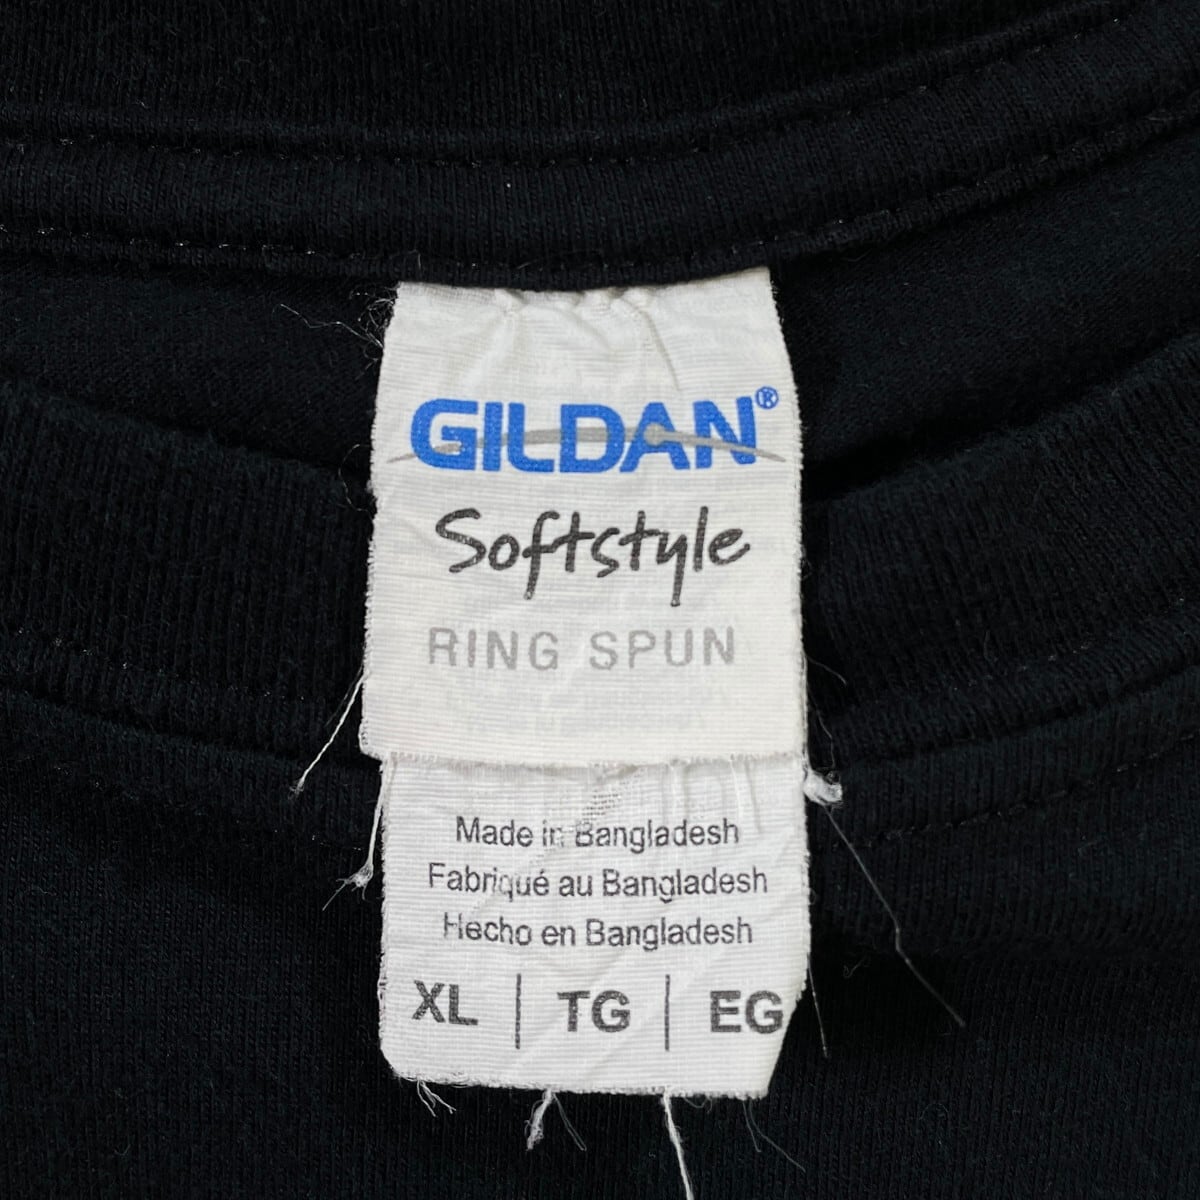 GILDAN®
Softstyle
RING SPUN
Made in Bangladesh
Fabriqué au Bangladesh
Hecho en Bangladesh
XL | TG | EG